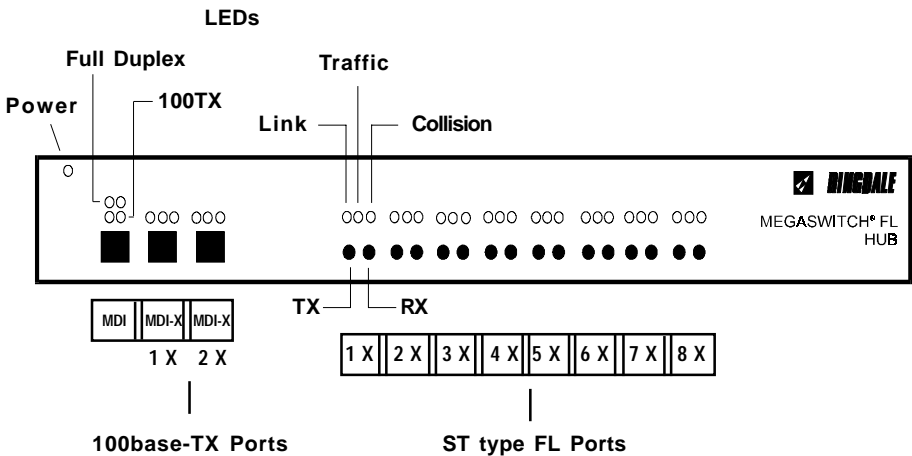 LEDs
Full Duplex
Traffic
Power
100TX
Link
Collision
RINGDALE
MEGASWITCH® FL
HUB
TX
RX
MDI
MDI-X
MDI-X
1 X
2 X
1 X
2 X
3 X
4 X
5 X
6 X
7 X
8 X
100base-TX Ports
ST type FL Ports